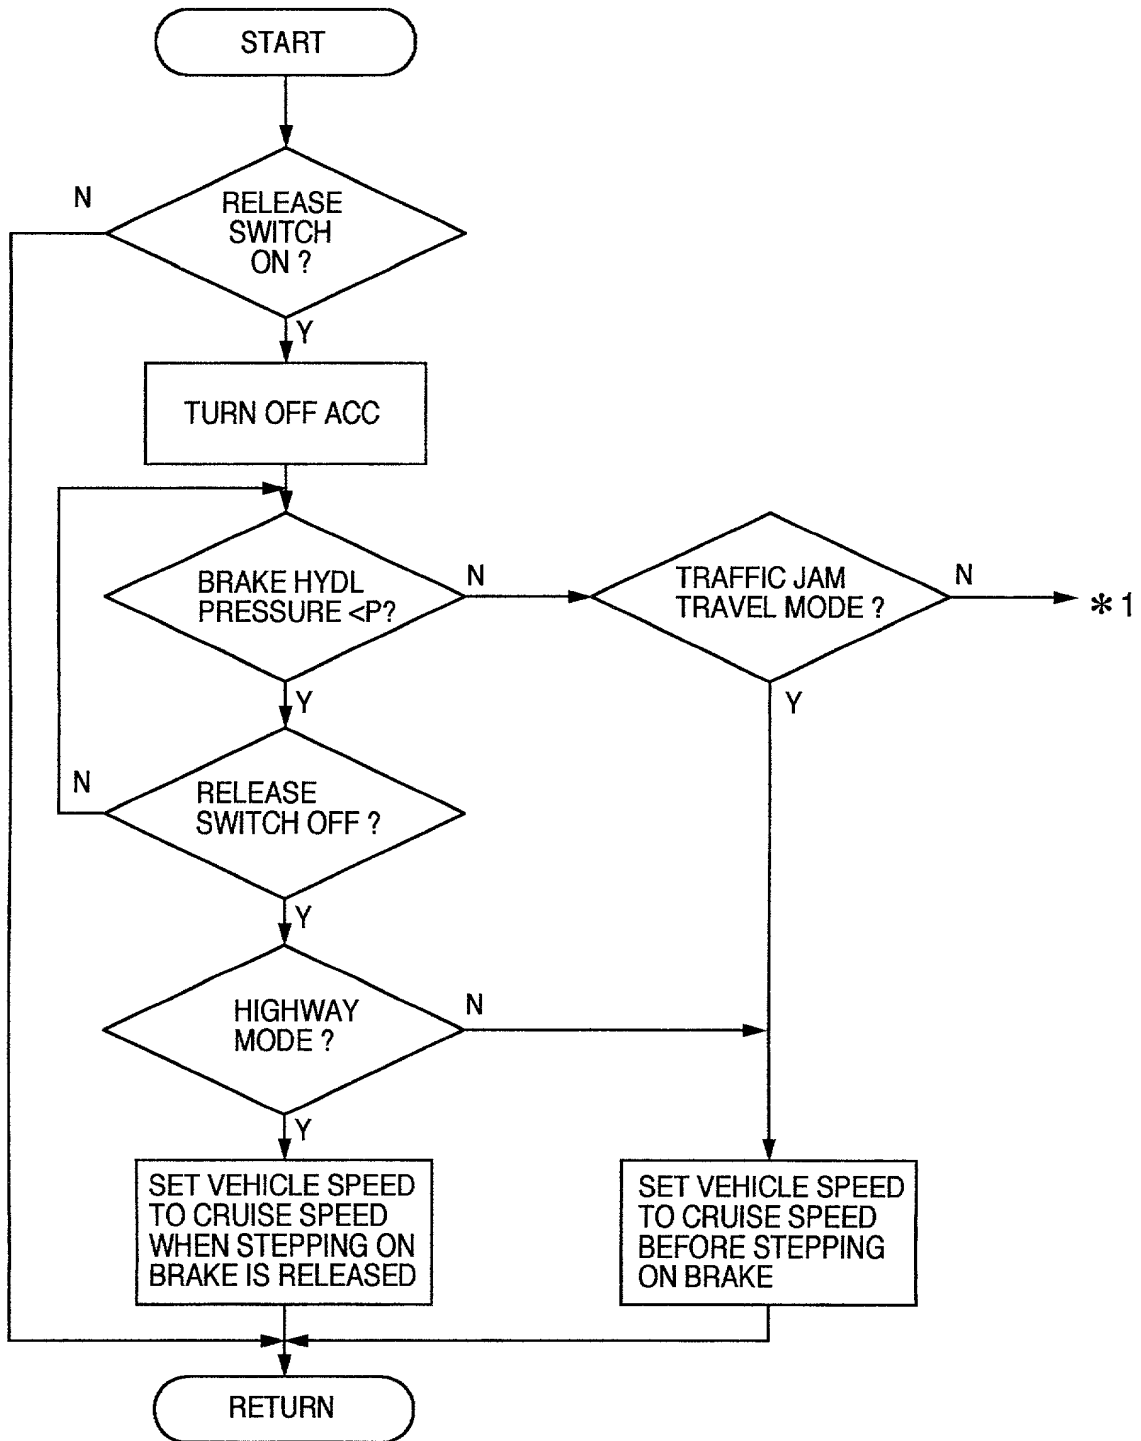 START
N
RELEASE
SWITCH
ON ?
Y
TURN OFF ACC
BRAKE HYDL
PRESSURE <P?
N
TRAFFIC JAM
TRAVEL MODE ?
N
*1
Y
Y
N
RELEASE
SWITCH OFF ?
Y
HIGHWAY
MODE ?
N
Y
SET VEHICLE SPEED
TO CRUISE SPEED
WHEN STEPPING ON
BRAKE IS RELEASED
SET VEHICLE SPEED
TO CRUISE SPEED
BEFORE STEPPING
ON BRAKE
RETURN